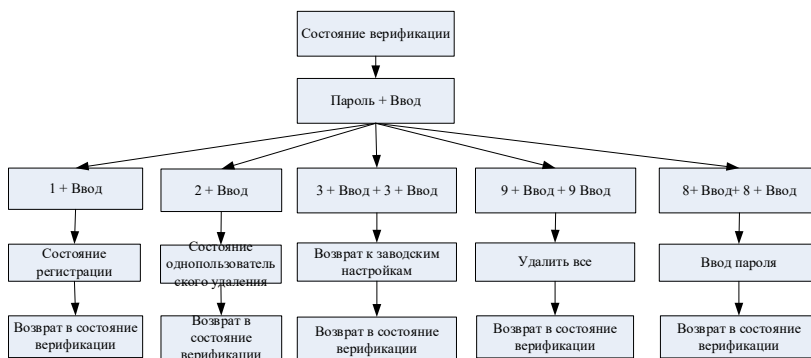 Состояние верификации
Пароль + Ввод
1 + Ввод
2 + Ввод
3 + Ввод + 3 + Ввод
9 + Ввод + 9 Ввод
8+ Ввод+ 8 + Ввод
Состояние
регистрации
Состояние
однопользователь
ского удаления
Возврат к заводским
настройкам
Удалить все
Ввод пароля
Возврат в состояние
верификации
Возврат в
состояние
верификации
Возврат в состояние
верификации
Возврат в состояние
верификации
Возврат в состояние
верификации